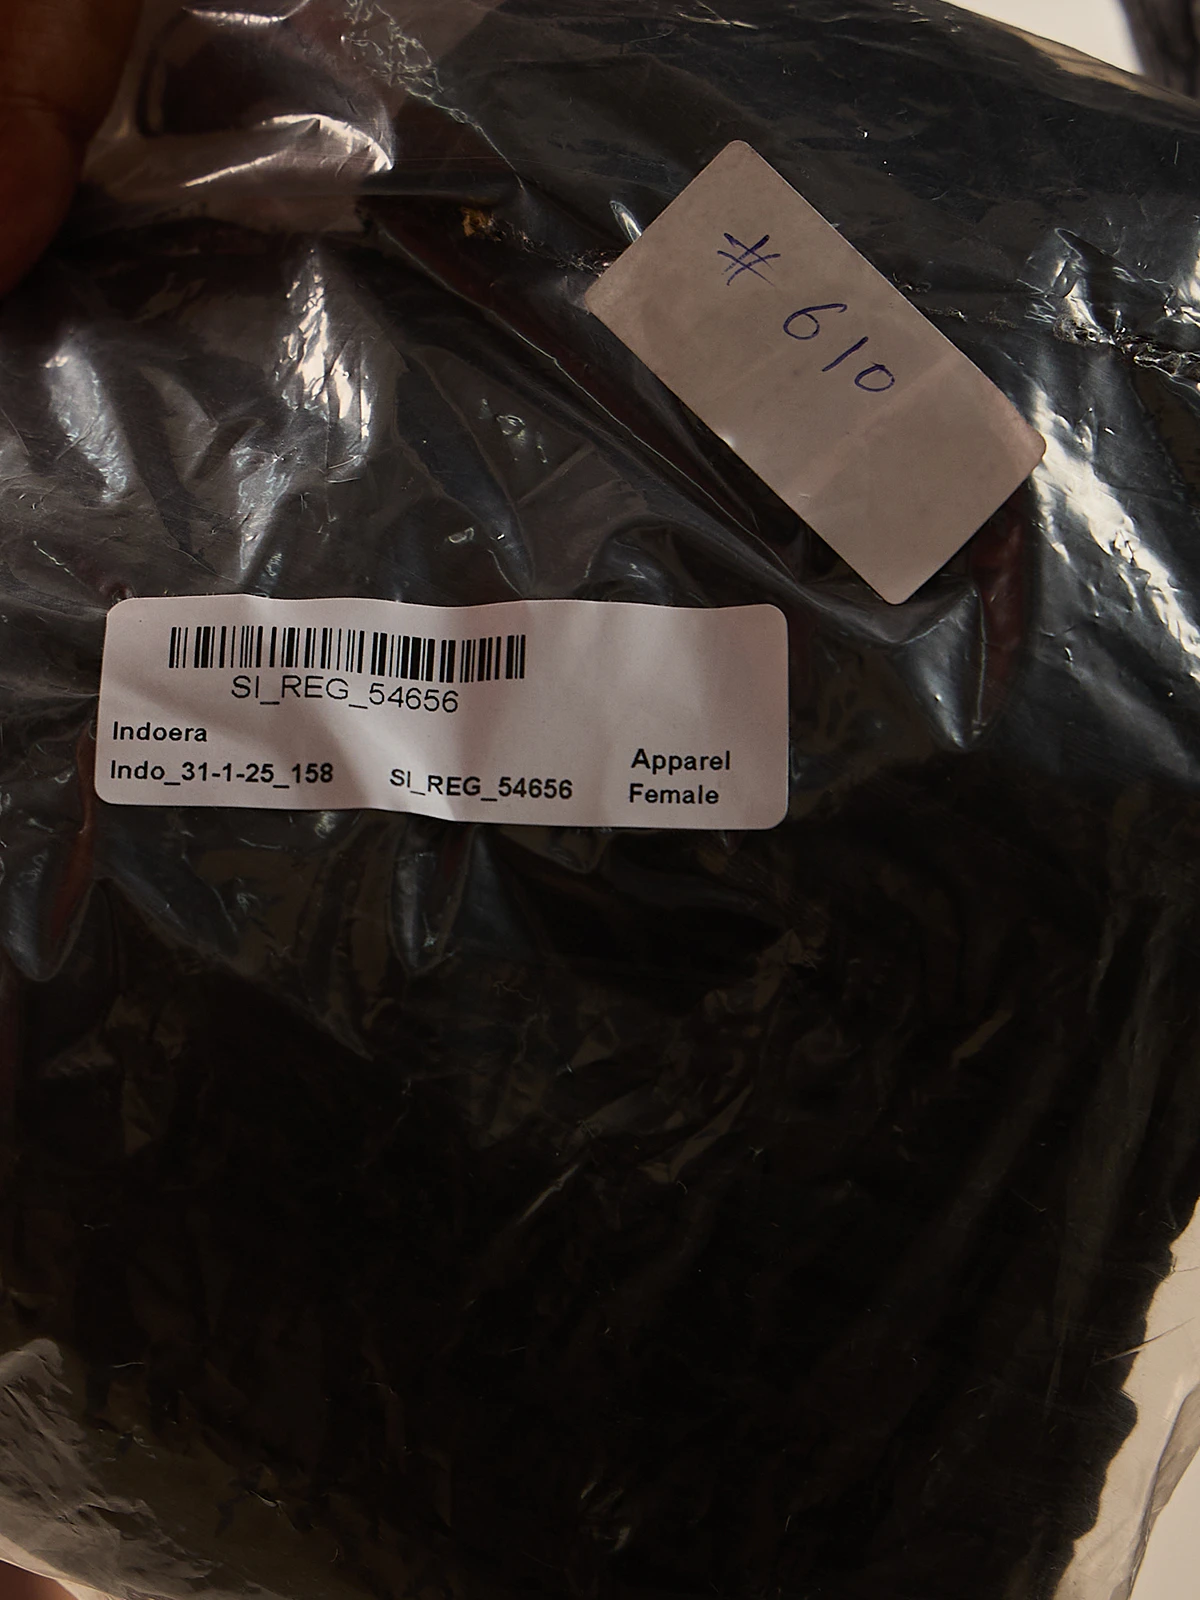 # 610
SI_REG_54656
Indoera
Indo_31-1-25_158 SI_REG_54656 Apparel
Female